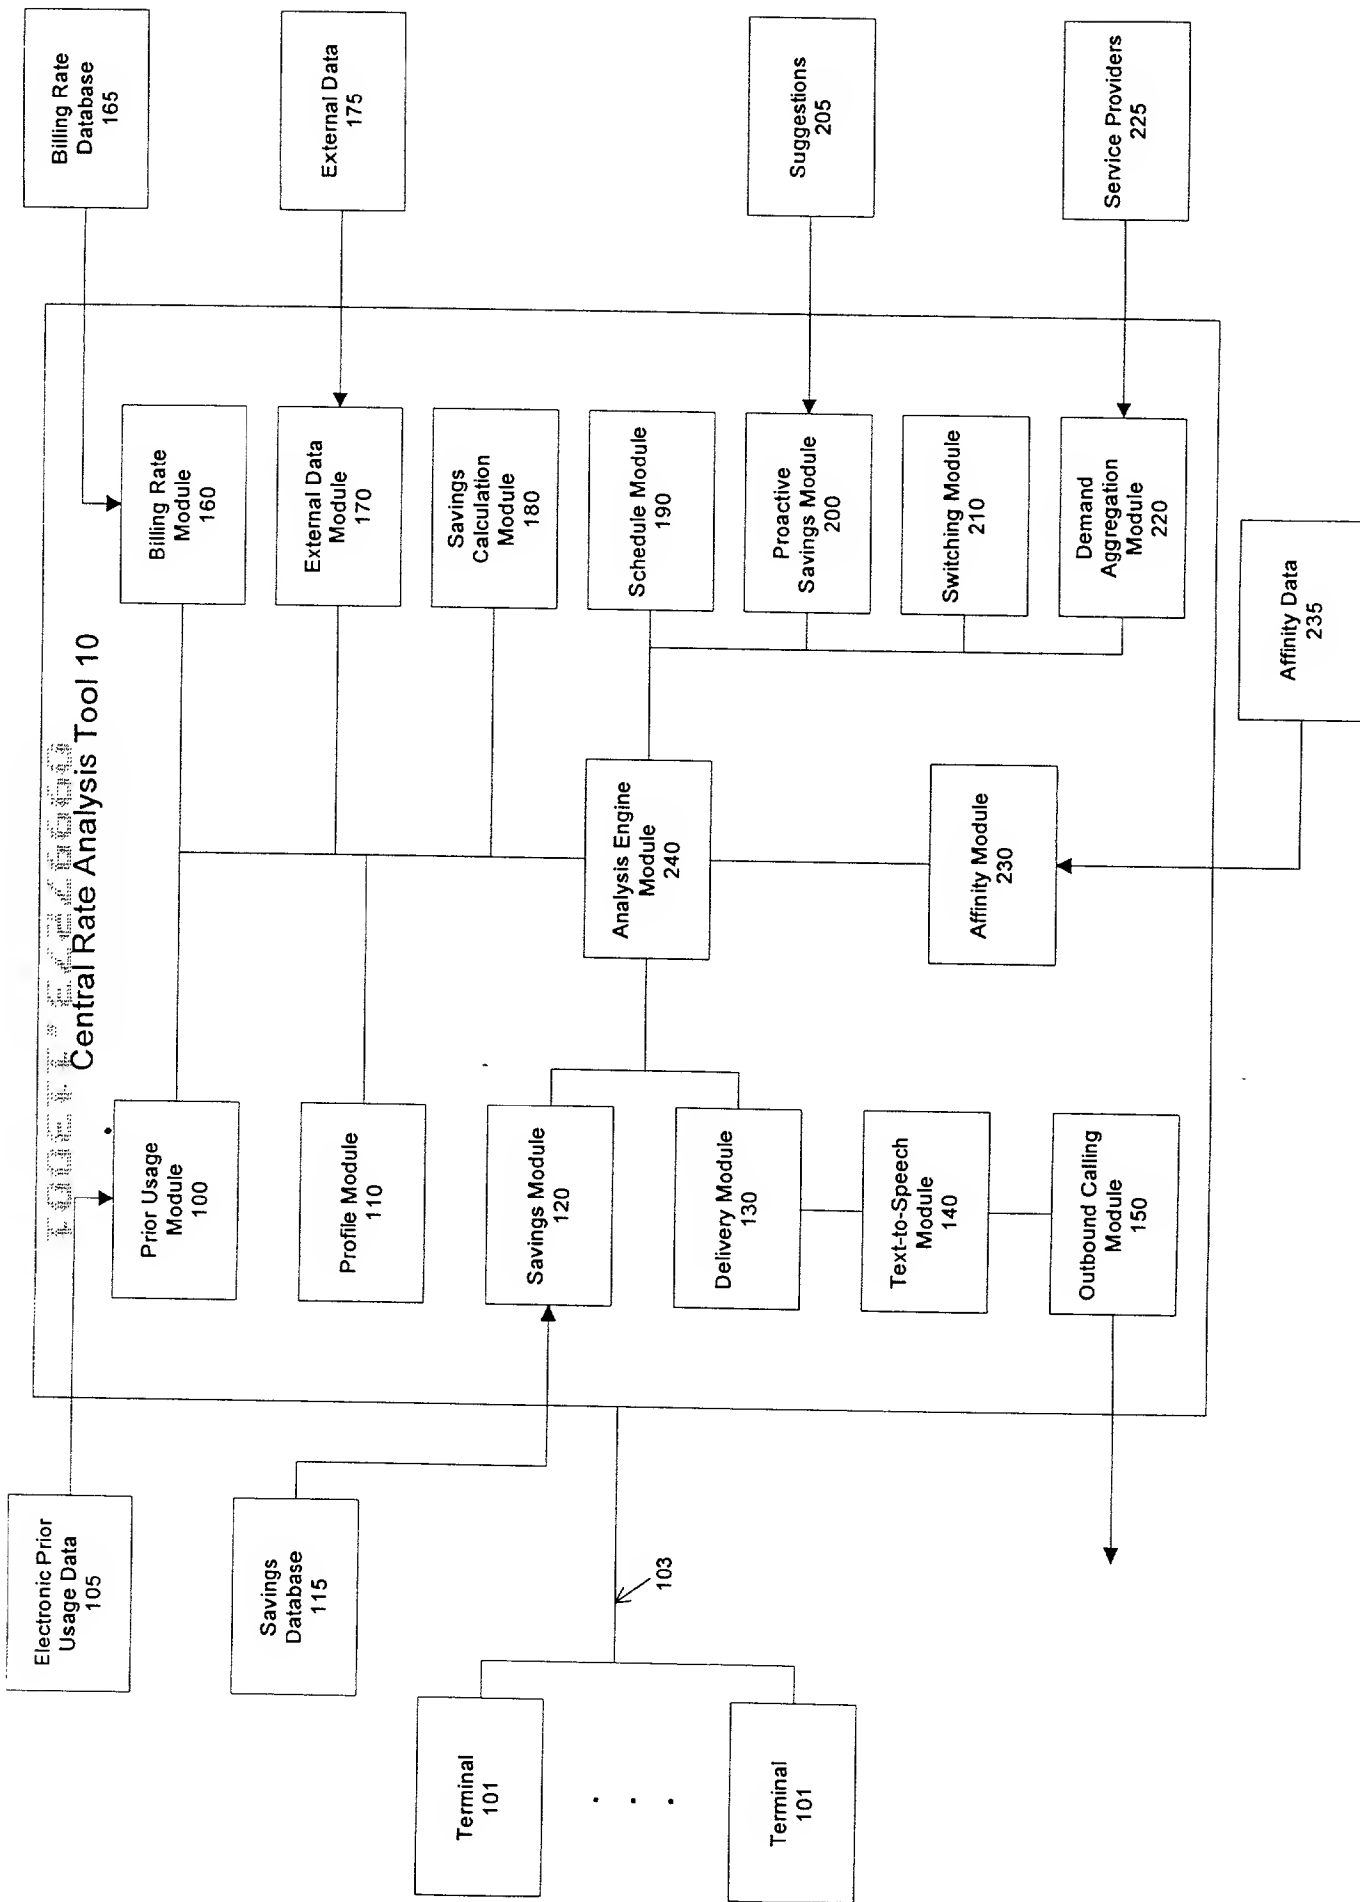 Central Rate Analysis Tool 10
Electronic Prior
Usage Data
105
Savings
Database
115
Terminal
101
. . .
Terminal
101
103
Prior Usage
Module
100
Profile Module
110
Savings Module
120
Delivery Module
130
Text-to-Speech
Module
140
Outbound Calling
Module
150
Analysis Engine
Module
240
Affinity Module
230
Billing Rate
Module
160
External Data
Module
170
Savings
Calculation
Module
180
Schedule Module
190
Proactive
Savings Module
200
Switching Module
210
Demand
Aggregation
Module
220
Affinity Data
235
Billing Rate
Database
165
External Data
175
Suggestions
205
Service Providers
225